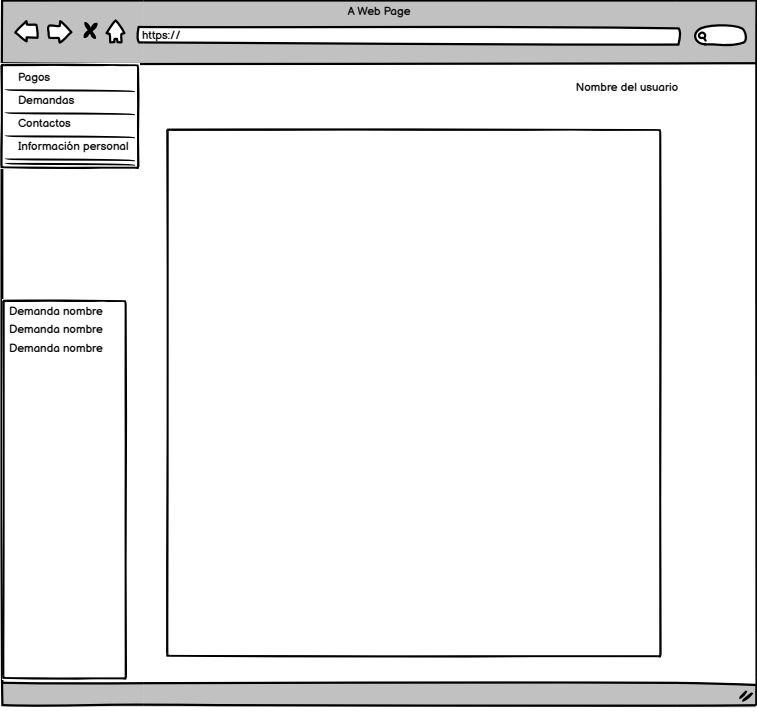 A Web Page
https://
Pagos
Demandas
Contactos
Información personal
Nombre del usuario
Demanda nombre
Demanda nombre
Demanda nombre